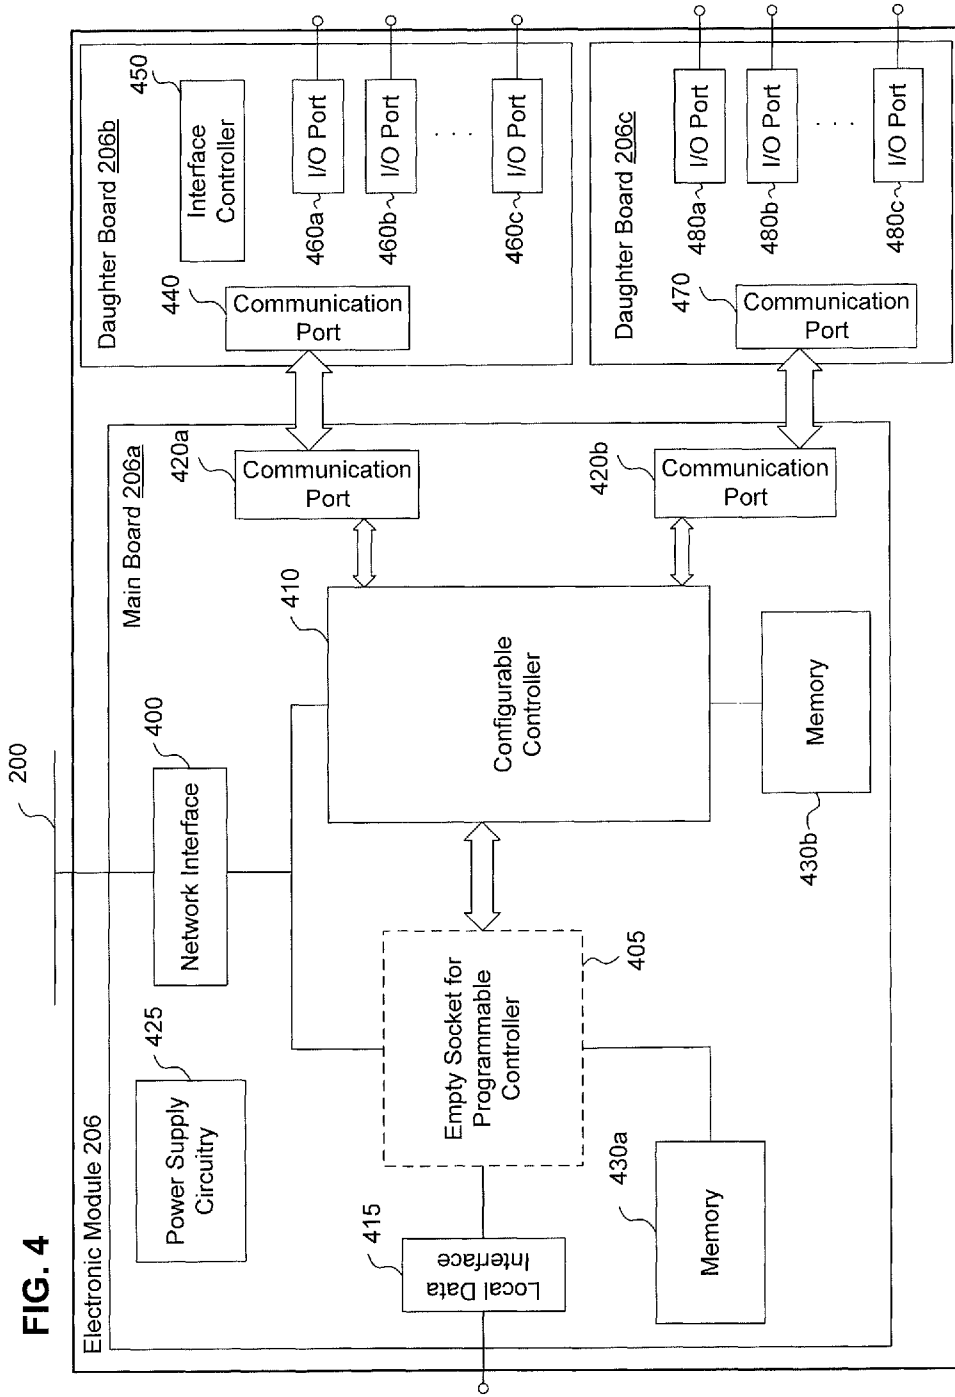 FIG. 4
Electronic Module 206
200
Main Board 206a
Power Supply
Circuitry
425
Network Interface
400
Local Data
Interface
415
Empty Socket for
Programmable
Controller
405
Configurable
Controller
410
Memory
430a
Memory
430b
Communication
Port
420a
Communication
Port
420b
Daughter Board 206b
Communication
Port
440
Interface
Controller
450
I/O Port
460a
I/O Port
460b
. . .
I/O Port
460c
Daughter Board 206c
Communication
Port
470
I/O Port
480a
I/O Port
480b
. . . .
I/O Port
480c